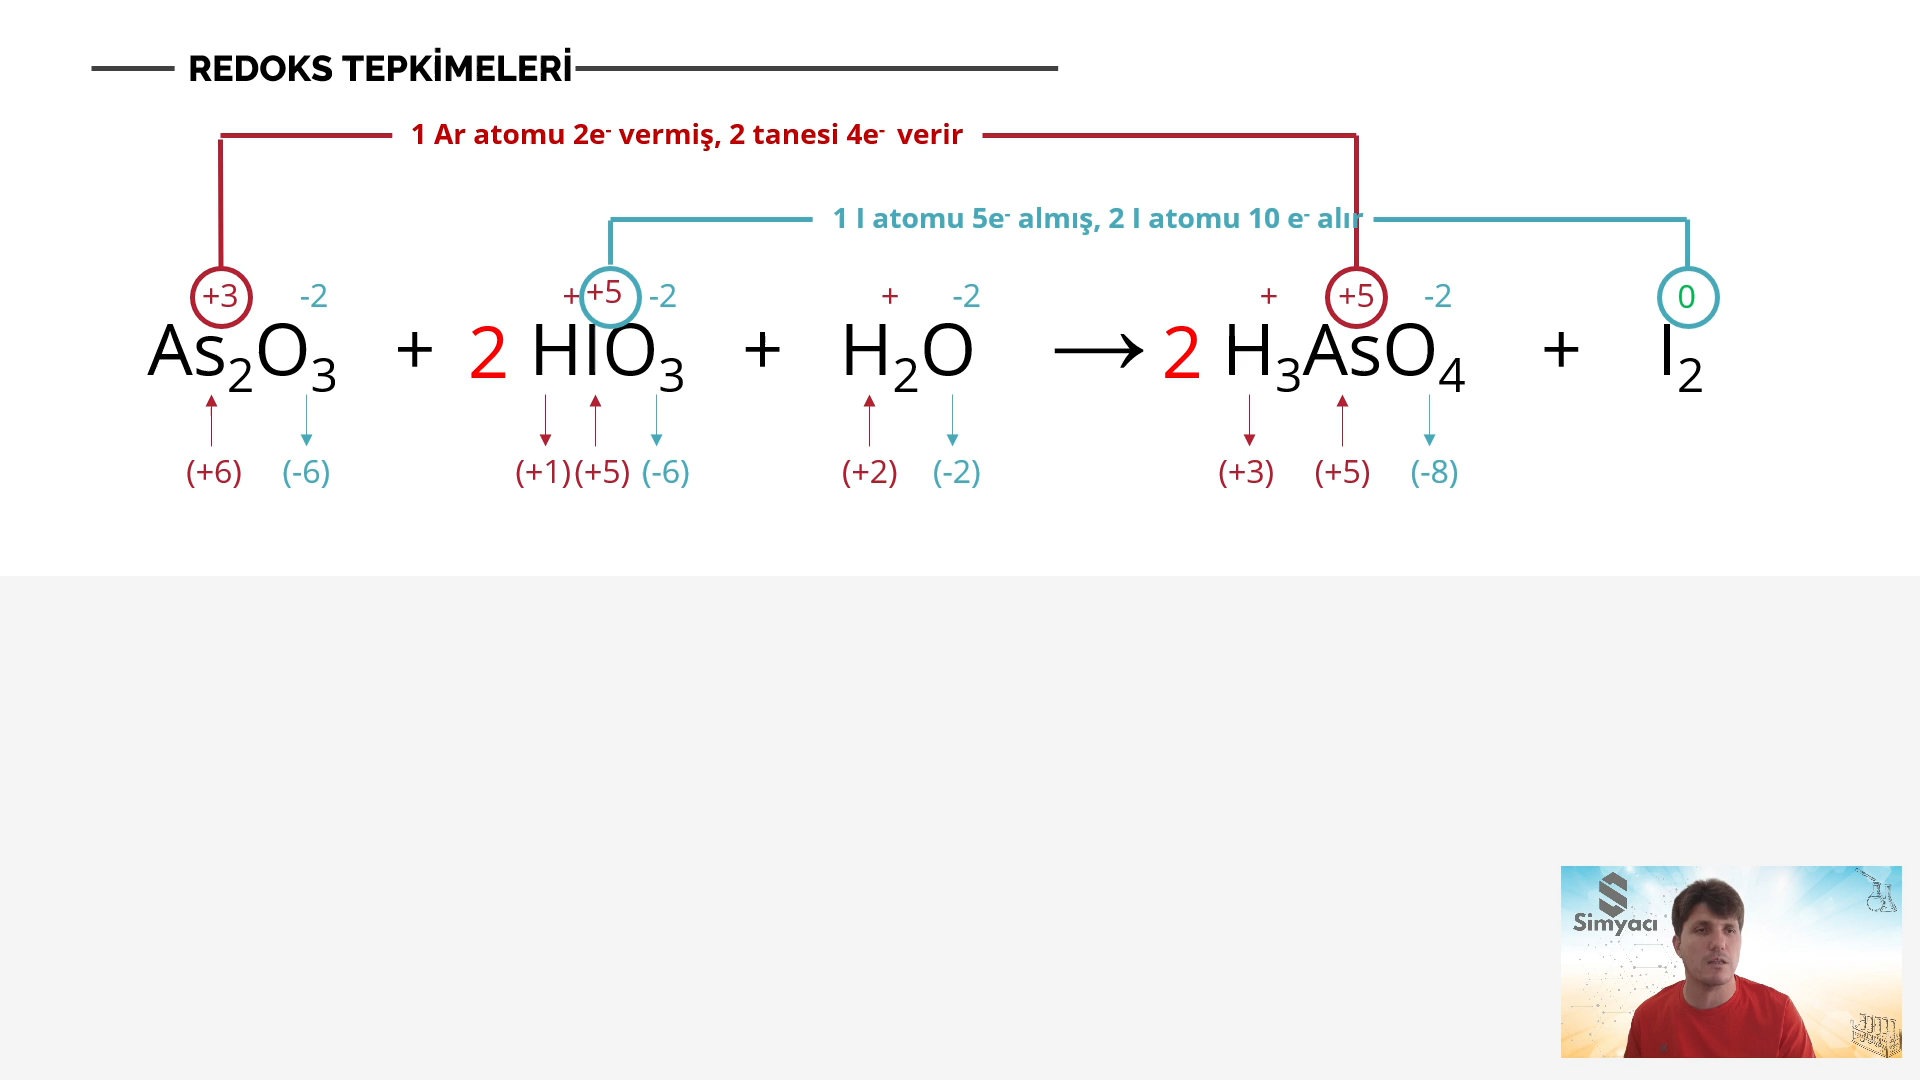 REDOKS TEPKİMELERİ
1 Ar atomu 2e- vermiş, 2 tanesi 4e- verir
1 I atomu 5e- almış, 2 I atomu 10 e- alır
+3 -2 + +5 -2 + -2 + +5 -2 0
As2O3 + 2 HIO3 + H2O → 2 H3AsO4 + I2
(+6) (-6) (+1) (+5) (-6) (+2) (-2) (+3) (+5) (-8)
Simyacı